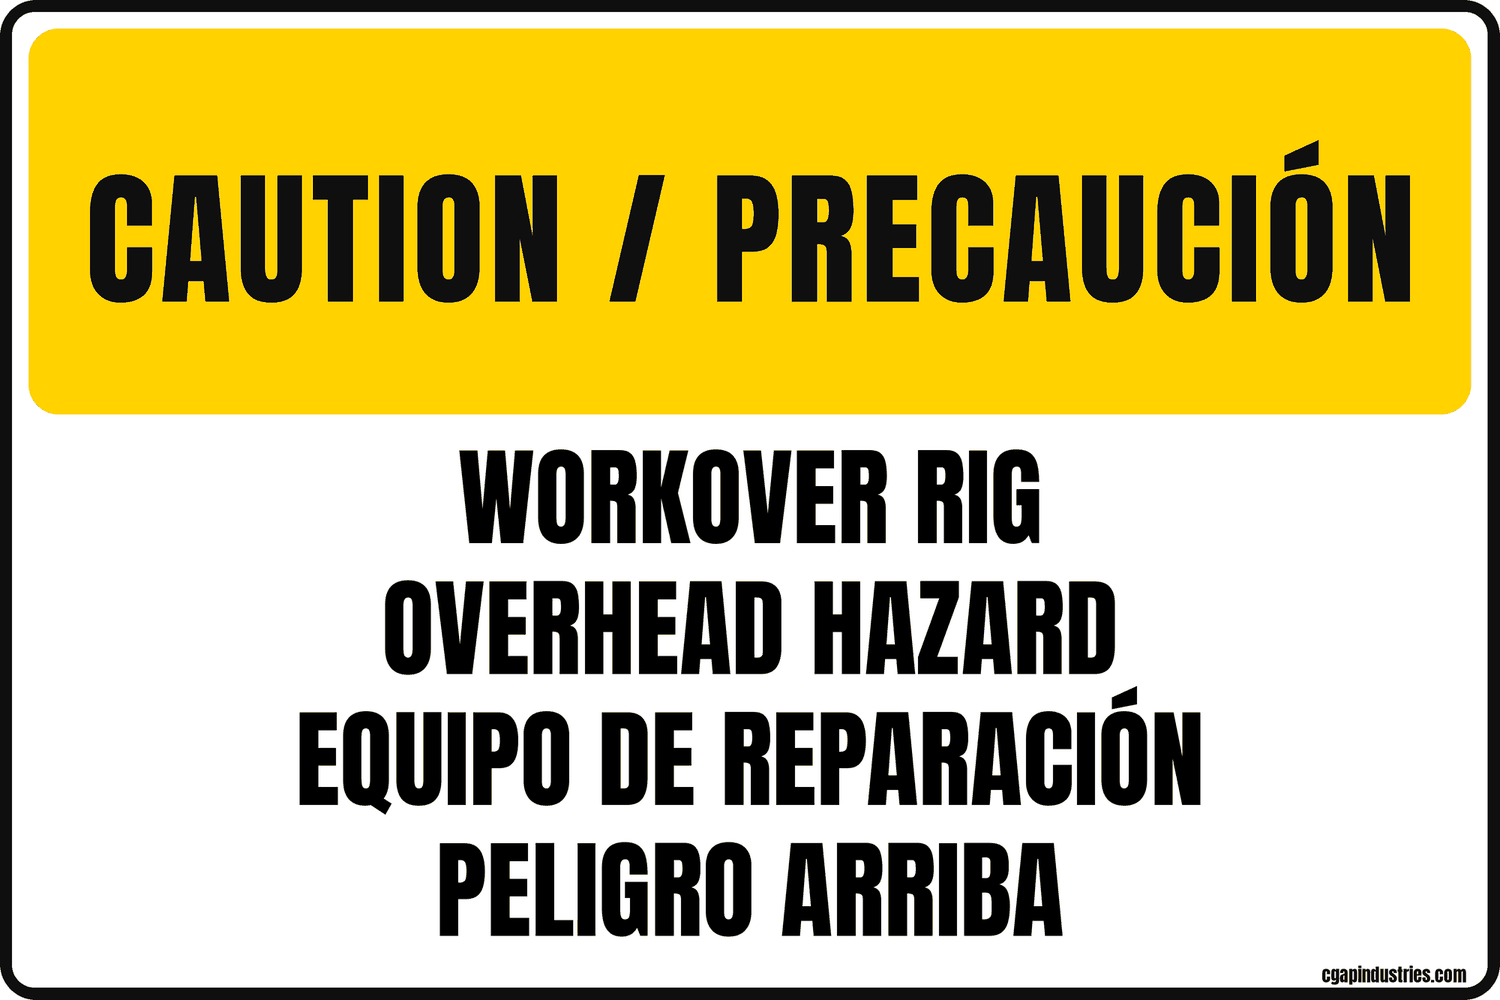 CAUTION / PRECAUCIÓN
WORKOVER RIG
OVERHEAD HAZARD
EQUIPO DE REPARACIÓN
PELIGRO ARRIBA
cgapindustries.com